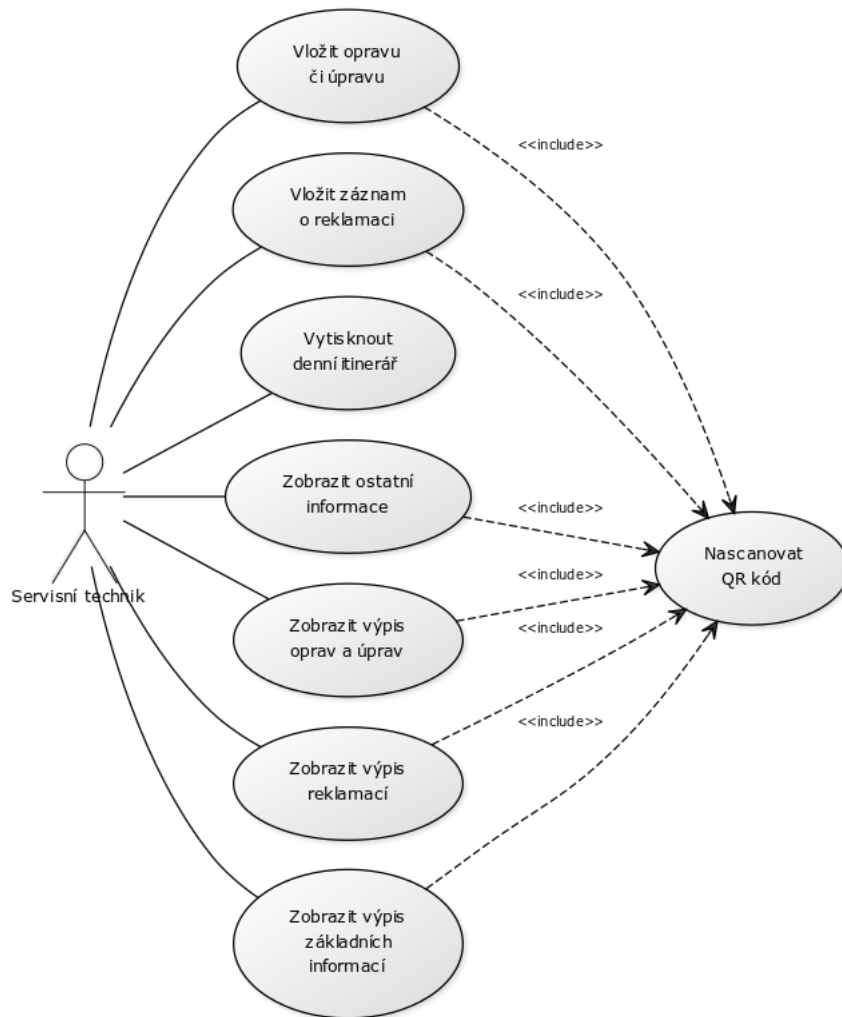 Vložit opravu
či úpravu
<<include>>
Vložit záznam
o reklamaci
<<include>>
Vytisknout
denní itinerář
Zobrazit ostatní
informace
<<include>>
Nascanovat
QR kód
Servisní technik
<<include>>
Zobrazit výpis
oprav a úprav
<<include>>
Zobrazit výpis
reklamací
<<include>>
Zobrazit výpis
základních
informací